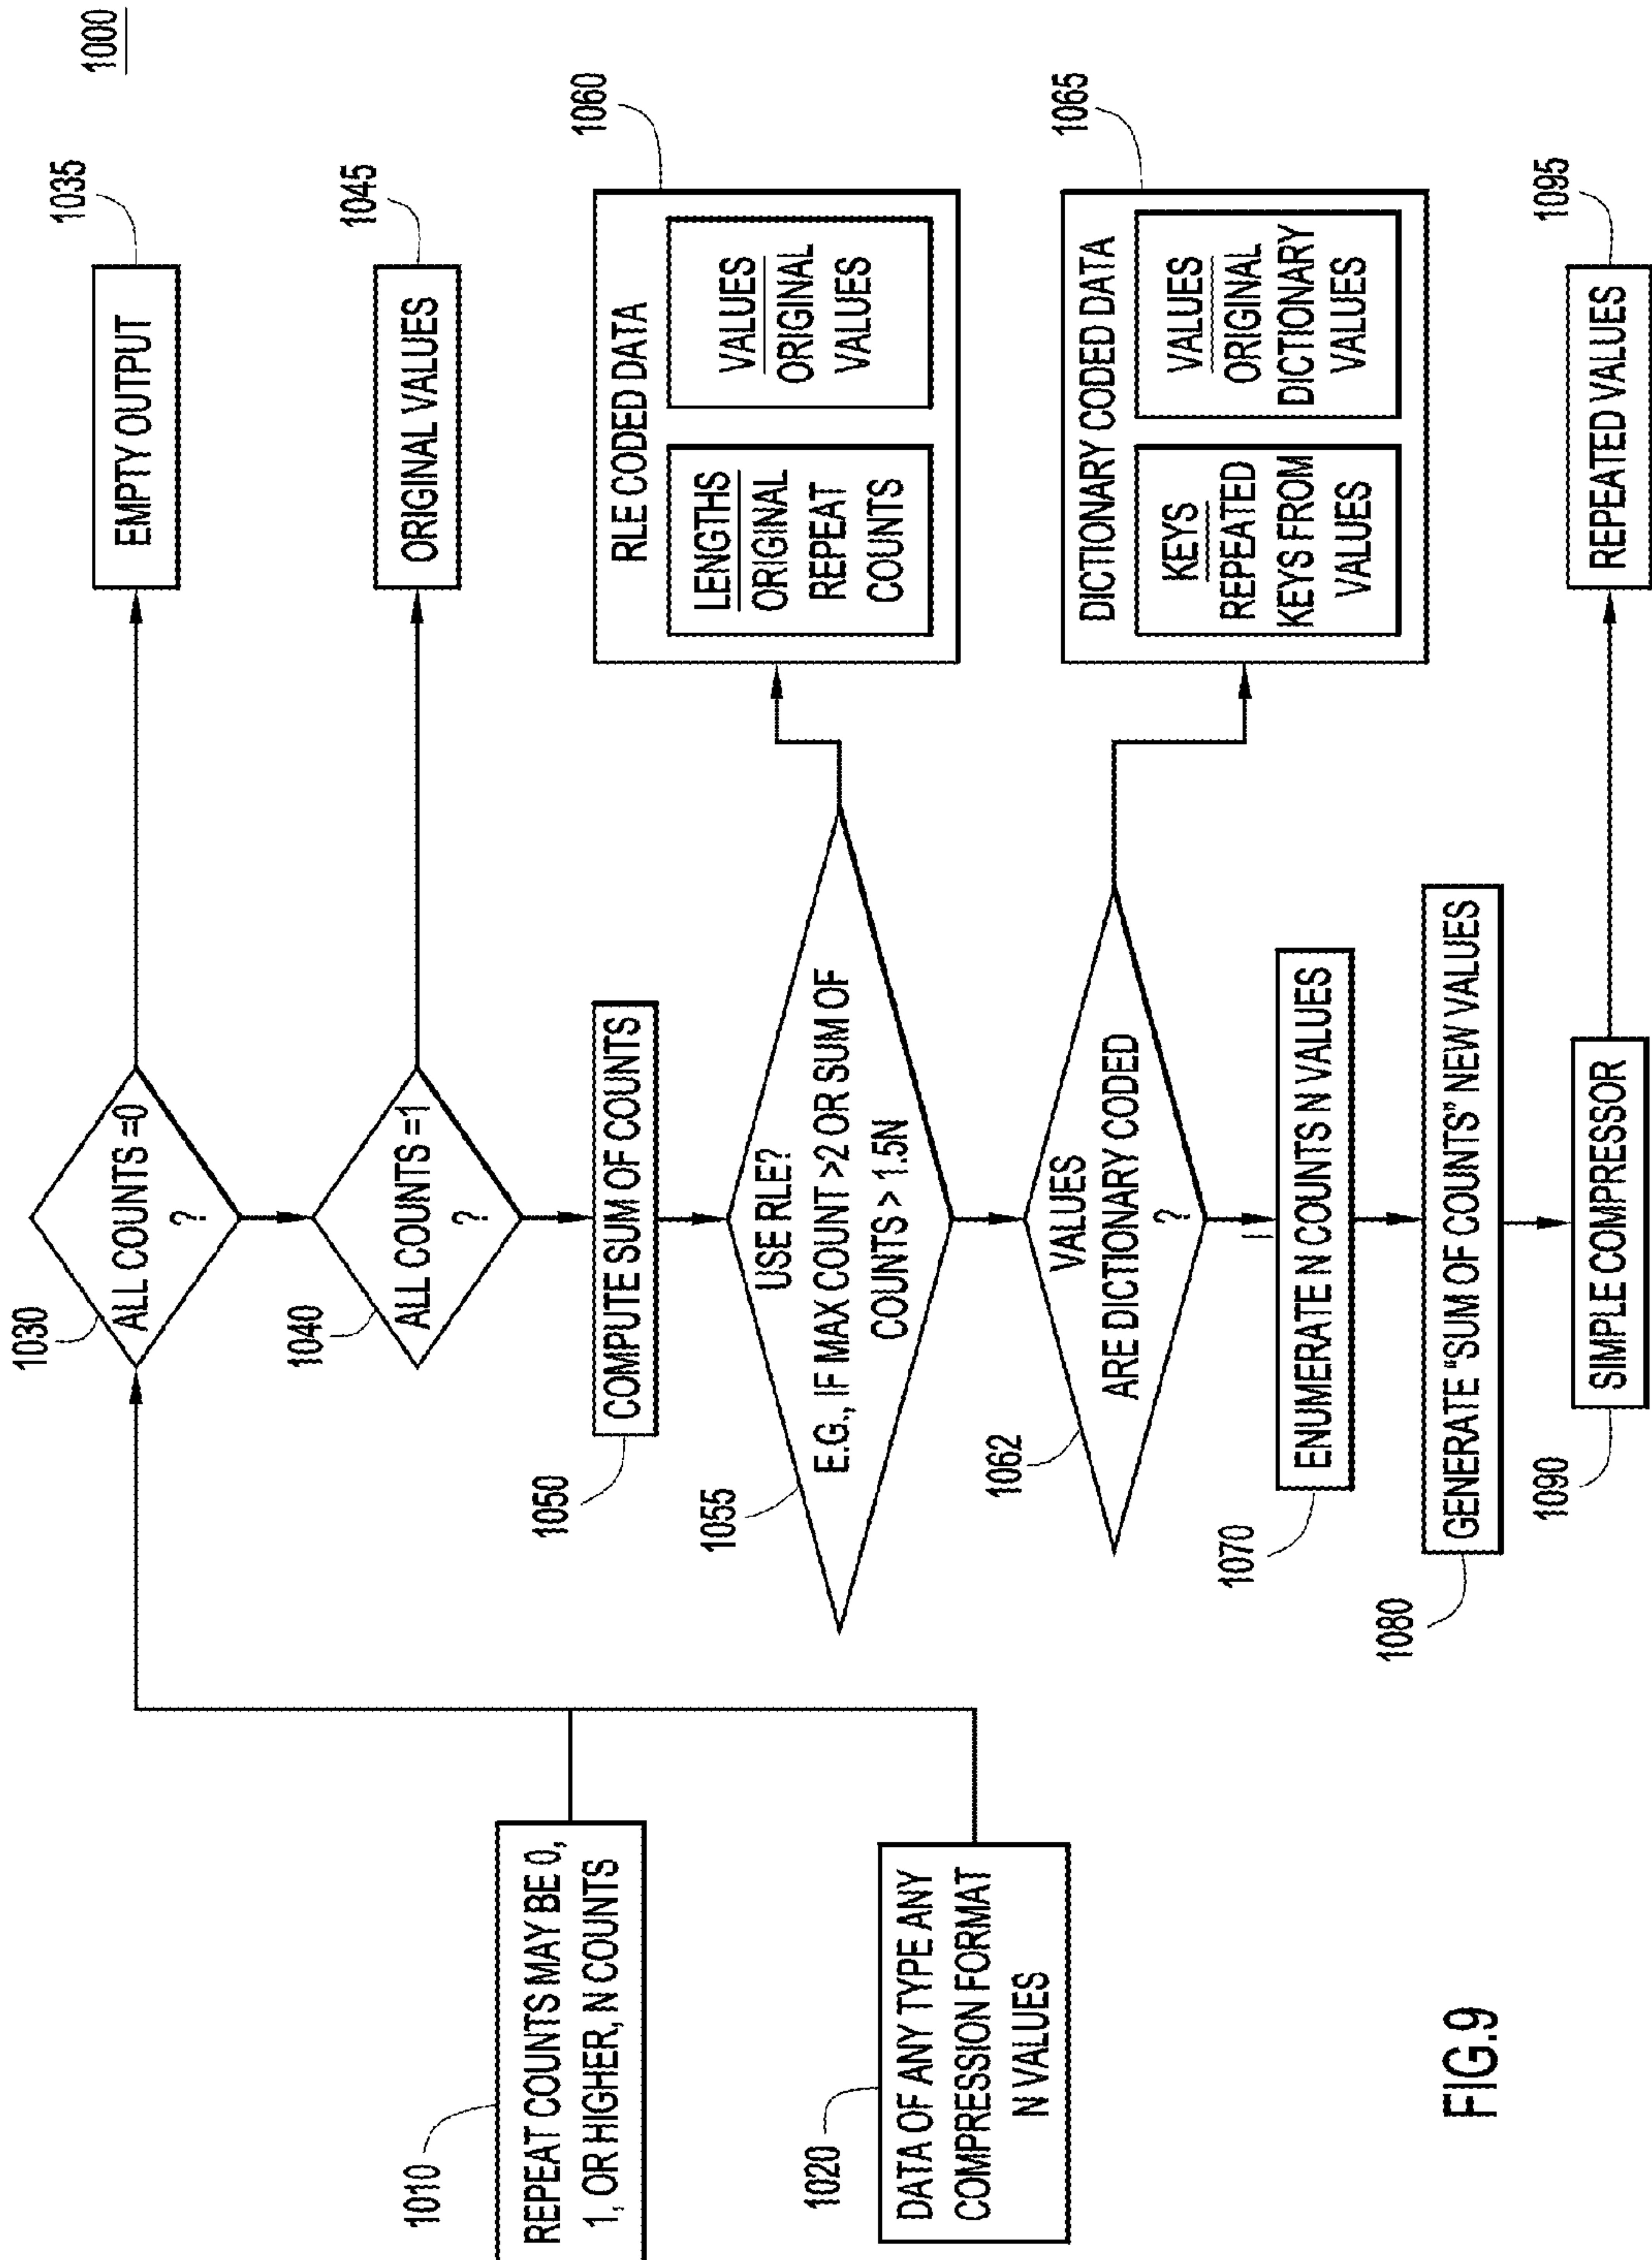 1000
1010
REPEAT COUNTS MAY BE 0,
1, OR HIGHER, N COUNTS
1020
DATA OF ANY TYPE ANY
COMPRESSION FORMAT
N VALUES
1030
ALL COUNTS =0
?
1035
EMPTY OUTPUT
1040
ALL COUNTS =1
?
1045
ORIGINAL VALUES
1050
COMPUTE SUM OF COUNTS
1055
USE RLE?
E.G., IF MAX COUNT >2 OR SUM OF
COUNTS > 1.5N
1060
RLE CODED DATA
LENGTHS
ORIGINAL
REPEAT
COUNTS
VALUES
ORIGINAL
VALUES
1062
VALUES
ARE DICTIONARY CODED
?
1065
DICTIONARY CODED DATA
KEYS
REPEATED
KEYS FROM
VALUES
VALUES
ORIGINAL
DICTIONARY
VALUES
1070
ENUMERATE N COUNTS N VALUES
1080
GENERATE "SUM OF COUNTS" NEW VALUES
1090
SIMPLE COMPRESSOR
1095
REPEATED VALUES
FIG.9